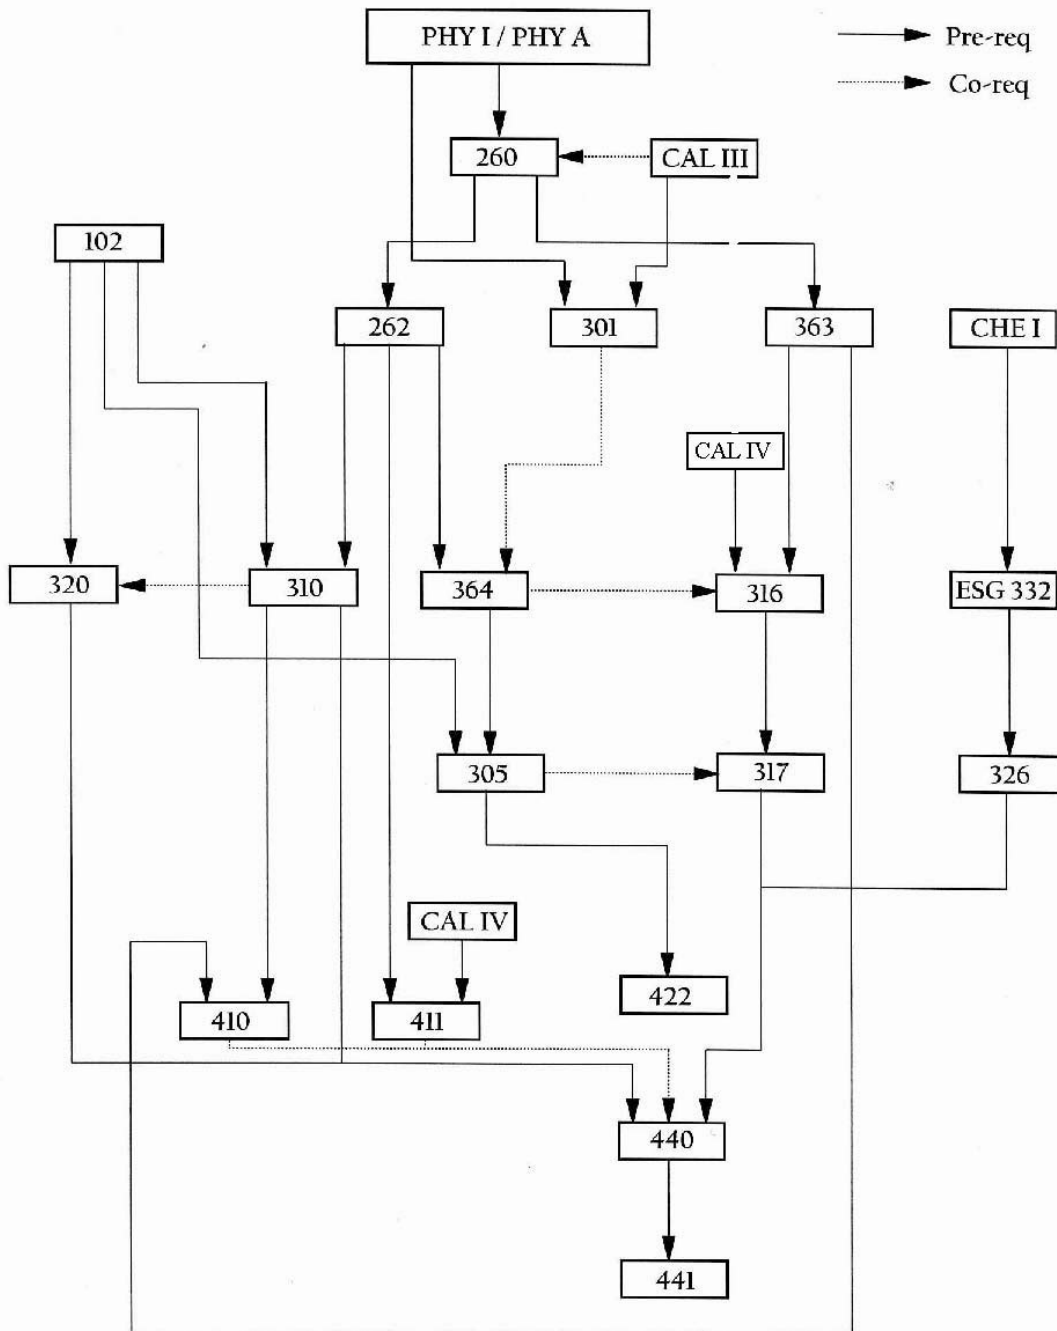 PHY I / PHY A
Pre-req
Co-req
260
CAL III
102
262
301
363
CHE I
CAL IV
320
310
364
316
ESG 332
305
317
326
CAL IV
422
410
411
440
441